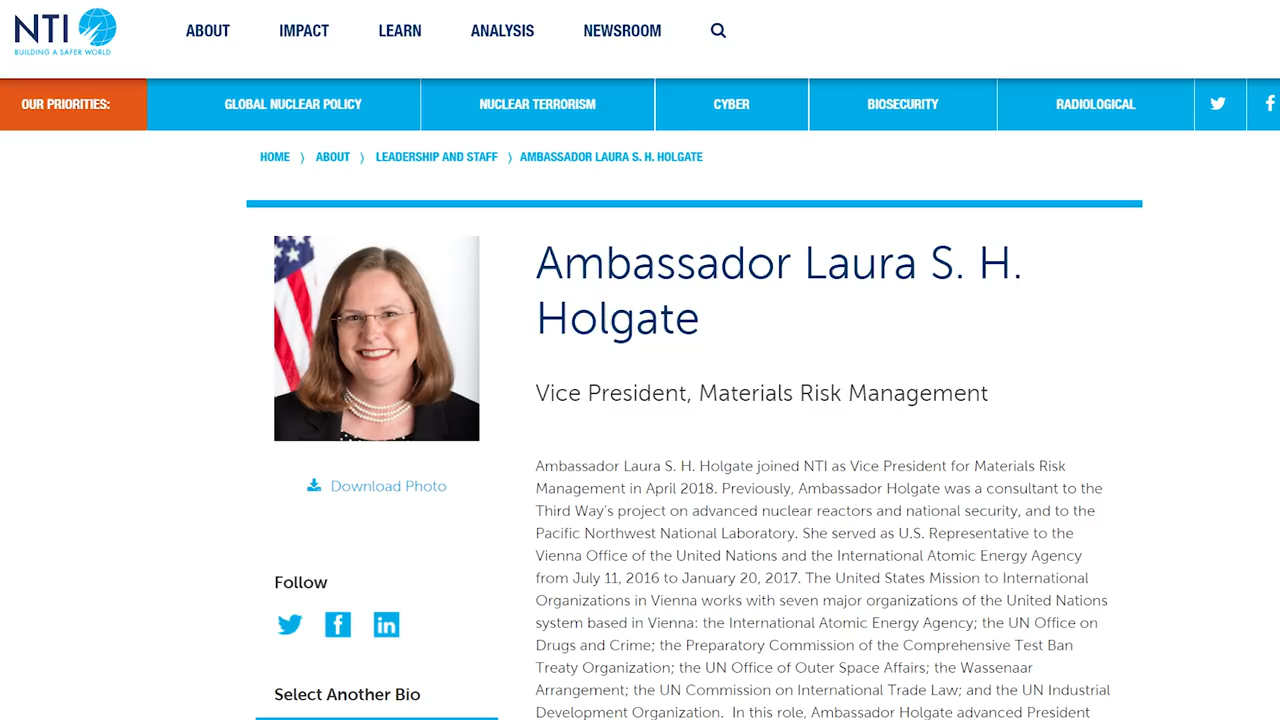 NTI
BUILDING A SAFER WORLD
ABOUT IMPACT LEARN ANALYSIS NEWSROOM
OUR PRIORITIES: GLOBAL NUCLEAR POLICY NUCLEAR TERRORISM CYBER BIOSECURITY RADIOLOGICAL
HOME ⟩ ABOUT ⟩ LEADERSHIP AND STAFF ⟩ AMBASSADOR LAURA S. H. HOLGATE
Ambassador Laura S. H.
Holgate
Vice President, Materials Risk Management
Download Photo
Follow
Select Another Bio
Ambassador Laura S. H. Holgate joined NTI as Vice President for Materials Risk
Management in April 2018. Previously, Ambassador Holgate was a consultant to the
Third Way's project on advanced nuclear reactors and national security, and to the
Pacific Northwest National Laboratory. She served as U.S. Representative to the
Vienna Office of the United Nations and the International Atomic Energy Agency
from July 11, 2016 to January 20, 2017. The United States Mission to International
Organizations in Vienna works with seven major organizations of the United Nations
system based in Vienna: the International Atomic Energy Agency; the UN Office on
Drugs and Crime; the Preparatory Commission of the Comprehensive Test Ban
Treaty Organization; the UN Office of Outer Space Affairs; the Wassenaar
Arrangement; the UN Commission on International Trade Law; and the UN Industrial
Development Organization. In this role, Ambassador Holgate advanced President